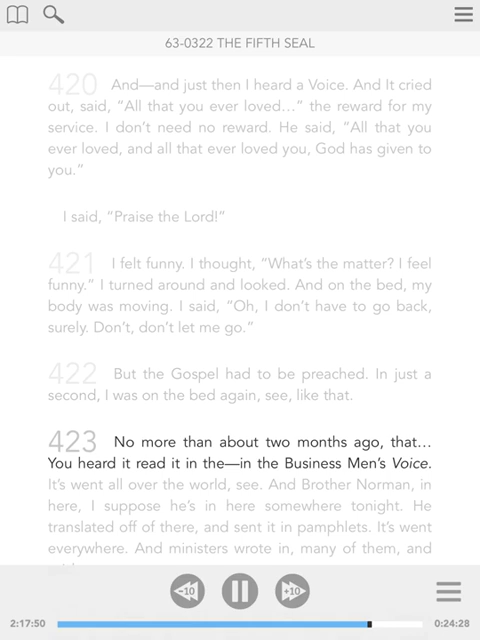 63-0322 THE FIFTH SEAL
420 And—and just then I heard a Voice. And It cried
out, said, “All that you ever loved…” the reward for my
service. I don’t need no reward. He said, “All that you
ever loved, and all that ever loved you, God has given to
you.”
I said, “Praise the Lord!”
421 I felt funny. I thought, “What’s the matter? I feel
funny.” I turned around and looked. And on the bed, my
body was moving. I said, “Oh, I don’t have to go back,
surely. Don’t, don’t let me go.”
422 But the Gospel had to be preached. In just a
second, I was on the bed again, see, like that.
423 No more than about two months ago, that…
You heard it read it in the—in the Business Men’s Voice.
It’s went all over the world, see. And Brother Norman, in
here, I suppose he’s in here somewhere tonight. He
translated off of there, and sent it in pamphlets. It’s went
everywhere. And ministers wrote in, many of them, and
-10
+10
2:17:50
0:24:28